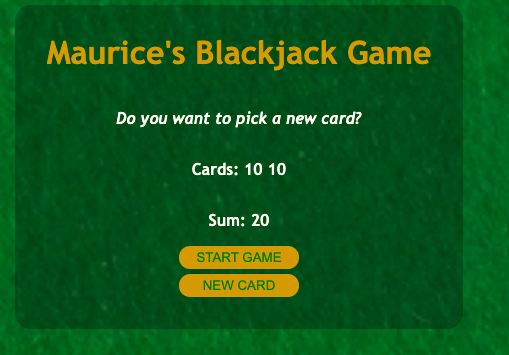 Maurice's Blackjack Game
Do you want to pick a new card?
Cards: 10 10
Sum: 20
START GAME
NEW CARD